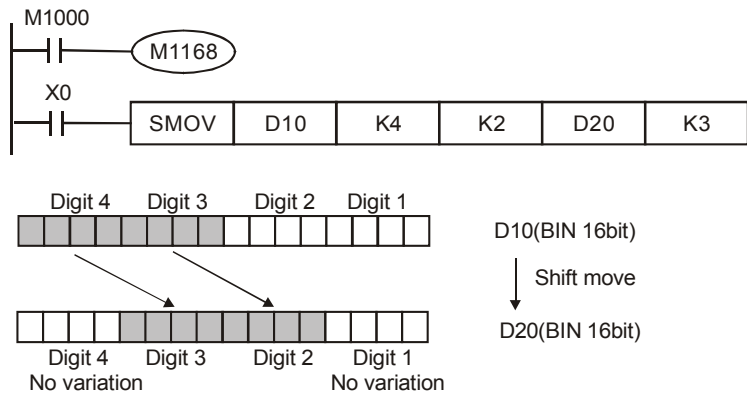 M1000
M1168
X0
SMOV D10 K4 K2 D20 K3
Digit 4 Digit 3 Digit 2 Digit 1
D10(BIN 16bit)
Shift move
D20(BIN 16bit)
Digit 4 Digit 3 Digit 2 Digit 1
No variation No variation